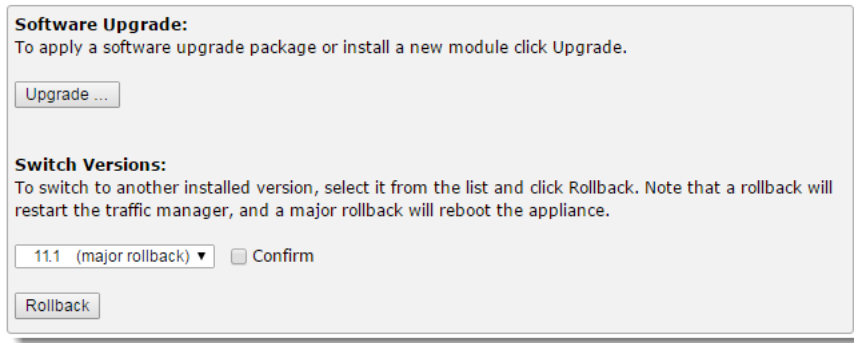 Software Upgrade:
To apply a software upgrade package or install a new module click Upgrade.
Upgrade ...
Switch Versions:
To switch to another installed version, select it from the list and click Rollback. Note that a rollback will
restart the traffic manager, and a major rollback will reboot the appliance.
11.1 (major rollback) ▼ Confirm
Rollback